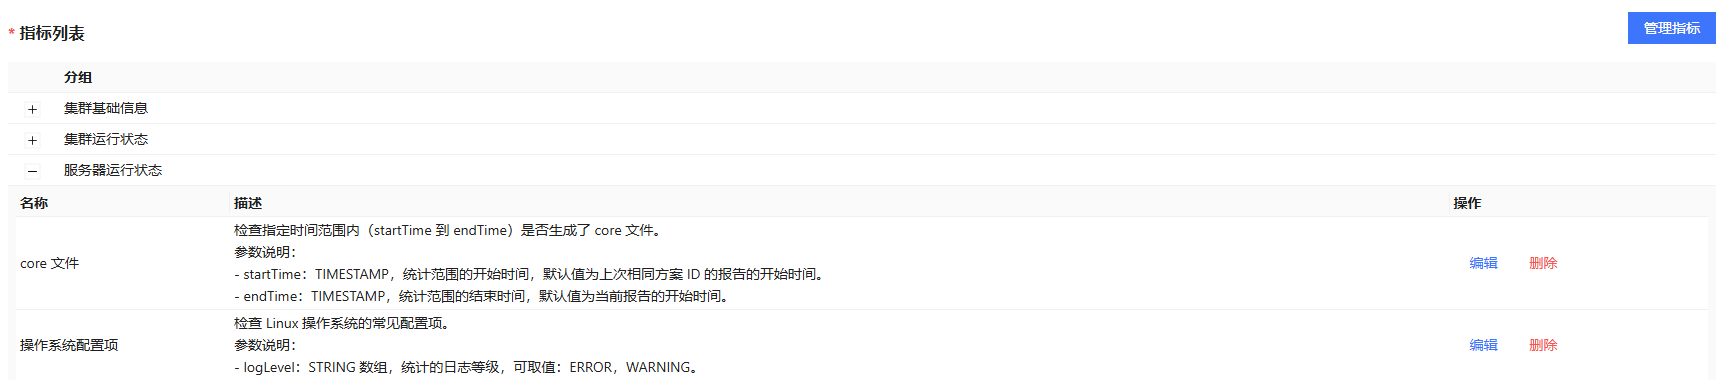 * 指标列表
管理指标
分组
集群基础信息
集群运行状态
服务器运行状态
名称 描述 操作
检查指定时间范围内（startTime 到 endTime）是否生成了 core 文件。
参数说明：
core 文件 编辑 删除
- startTime：TIMESTAMP，统计范围的开始时间，默认值为上次相同方案 ID 的报告的开始时间。
- endTime：TIMESTAMP，统计范围的结束时间，默认值为当前报告的开始时间。
检查 Linux 操作系统的常见配置项。
操作系统配置项 参数说明： 编辑 删除
- logLevel：STRING 数组，统计的日志等级，可取值：ERROR，WARNING。